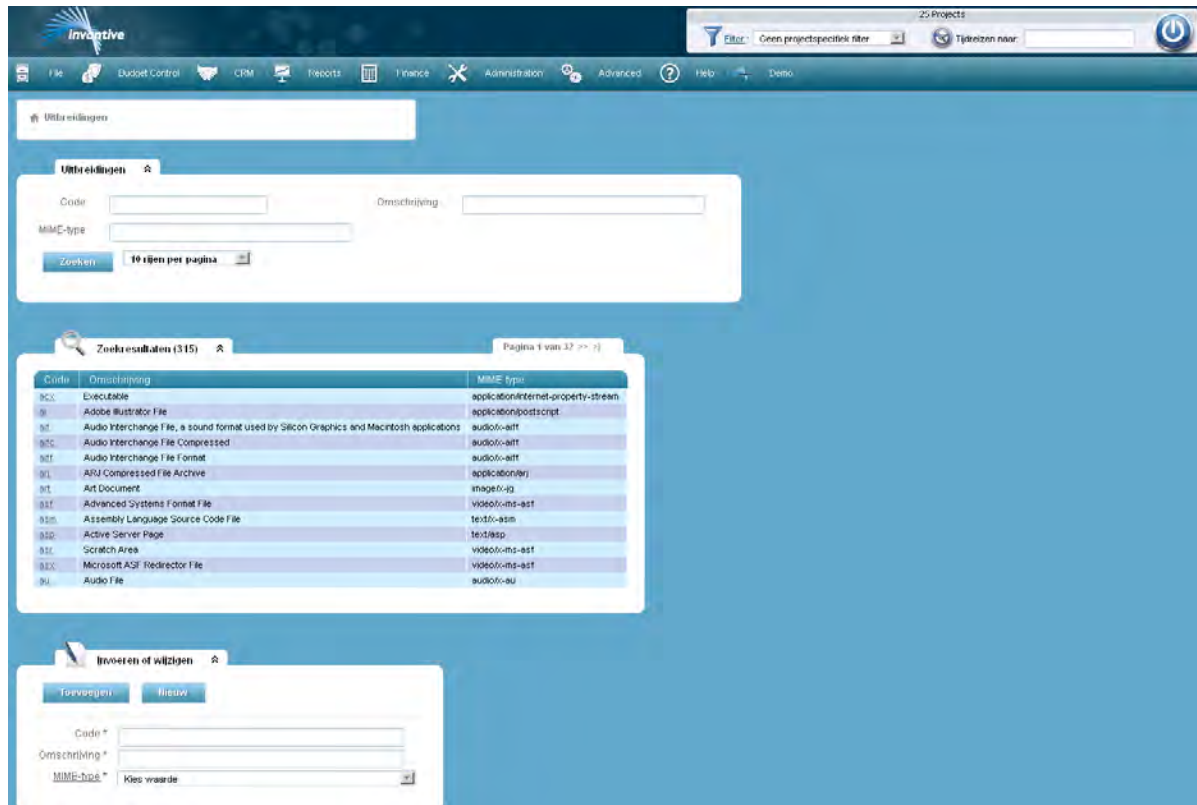 invantive
25 Projects
Filter: Geen projectspecifiek filter
Tijdreizen naar:
File Budget Control CRM Reports Finance Administration Advanced Help Demo
Uitbreidingen
Uitbreidingen
Code Omschrijving
MIME-type
Zoeken 10 rijen per pagina
Zoekresultaten (315) Pagina 1 van 32 >> >|
Code Omschrijving MIME type
acx Executable application/internet-property-stream
ai Adobe Illustrator File application/postscript
aif Audio Interchange File, a sound format used by Silicon Graphics and Macintosh applications audio/x-aiff
aifc Audio Interchange File Compressed audio/x-aiff
aiff Audio Interchange File Format audio/x-aiff
arj ARJ Compressed File Archive application/arj
art Art Document image/x-jg
asf Advanced Systems Format File video/x-ms-asf
asm Assembly Language Source Code File text/x-asm
asp Active Server Page text/asp
asr Scratch Area video/x-ms-asf
asx Microsoft ASF Redirector File video/x-ms-asf
au Audio File audio/x-au
Invoeren of wijzigen
Toevoegen Nieuw
Code *
Omschrijving *
MIME-type * Kies waarde